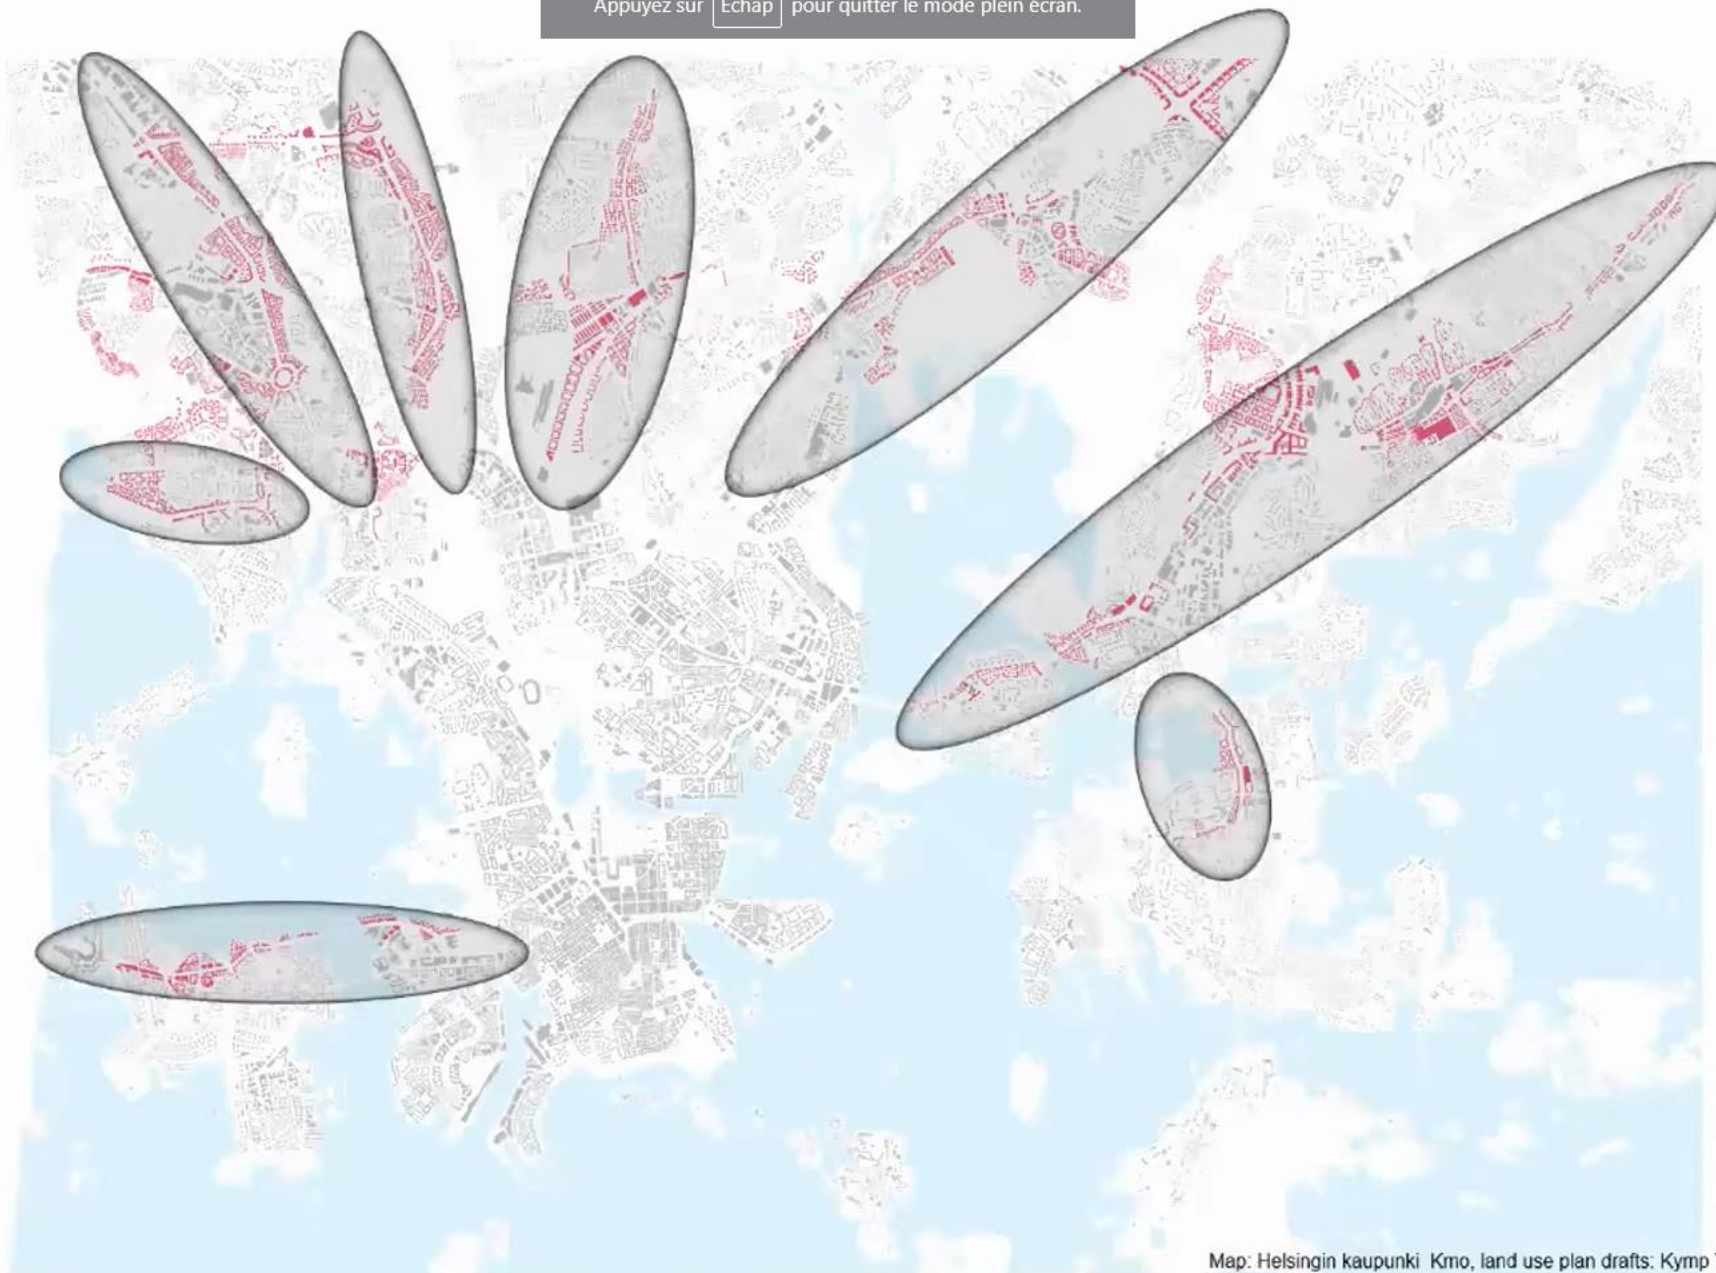 Appuyez sur Échap pour quitter le mode plein écran.
Map: Helsingin kaupunki Kmo, land use plan drafts: Kymp